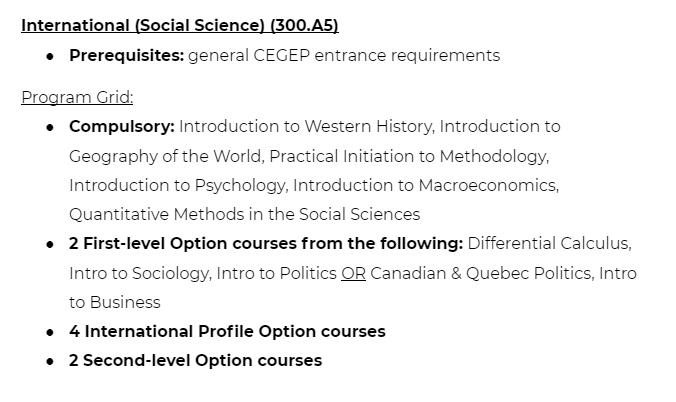 International (Social Science) (300.A5)
● Prerequisites: general CEGEP entrance requirements
Program Grid:
● Compulsory: Introduction to Western History, Introduction to
Geography of the World, Practical Initiation to Methodology,
Introduction to Psychology, Introduction to Macroeconomics,
Quantitative Methods in the Social Sciences
● 2 First-level Option courses from the following: Differential Calculus,
Intro to Sociology, Intro to Politics OR Canadian & Quebec Politics, Intro
to Business
● 4 International Profile Option courses
● 2 Second-level Option courses